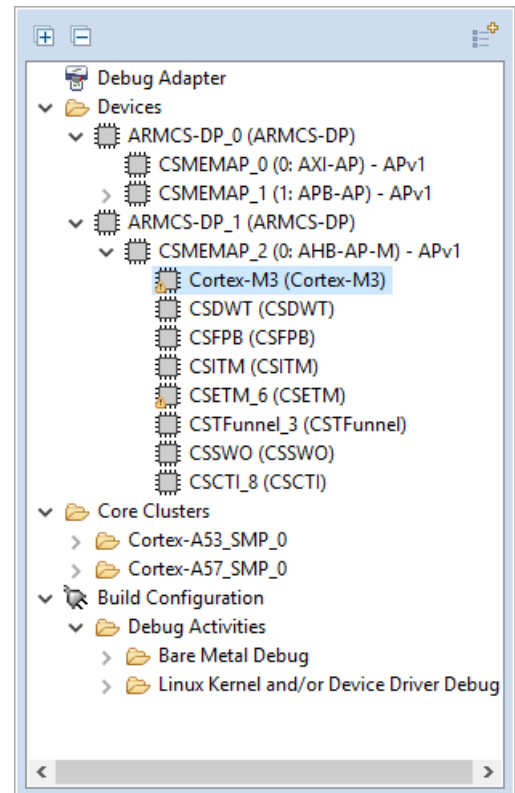 Debug Adapter
Devices
ARMCS-DP_0 (ARMCS-DP)
CSMEMAP_0 (0: AXI-AP) - APv1
CSMEMAP_1 (1: APB-AP) - APv1
ARMCS-DP_1 (ARMCS-DP)
CSMEMAP_2 (0: AHB-AP-M) - APv1
Cortex-M3 (Cortex-M3)
CSDWT (CSDWT)
CSFPB (CSFPB)
CSITM (CSITM)
CSETM_6 (CSETM)
CSTFunnel_3 (CSTFunnel)
CSSWO (CSSWO)
CSCTI_8 (CSCTI)
Core Clusters
Cortex-A53_SMP_0
Cortex-A57_SMP_0
Build Configuration
Debug Activities
Bare Metal Debug
Linux Kernel and/or Device Driver Debug